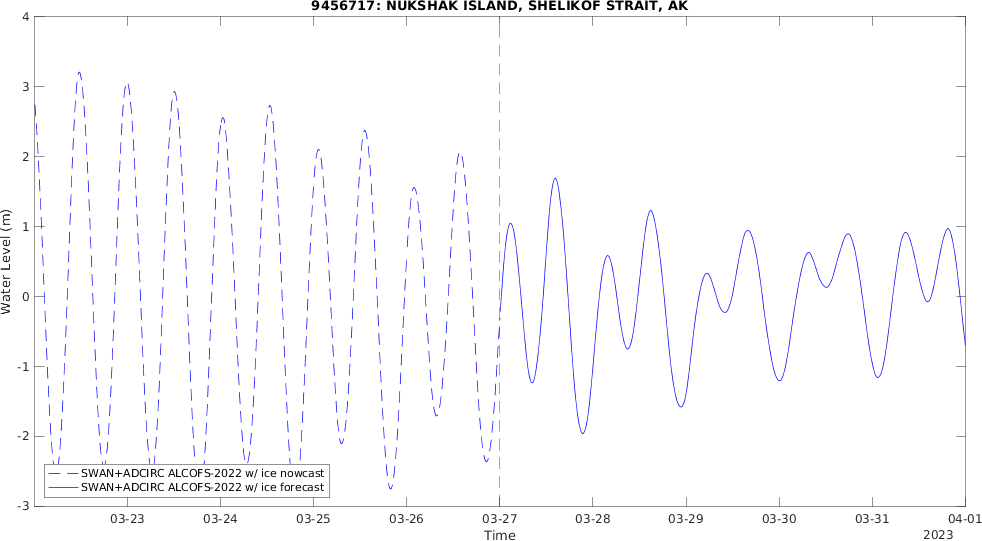 9456717: NUKSHAK ISLAND, SHELIKOF STRAIT, AK
4
3
2
1
0
-1
-2
-3
Water Level (m)
SWAN+ADCIRC ALCOFS-2022 w/ ice nowcast
SWAN+ADCIRC ALCOFS-2022 w/ ice forecast
03-23 03-24 03-25 03-26 03-27 03-28 03-29 03-30 03-31 04-01
Time
2023